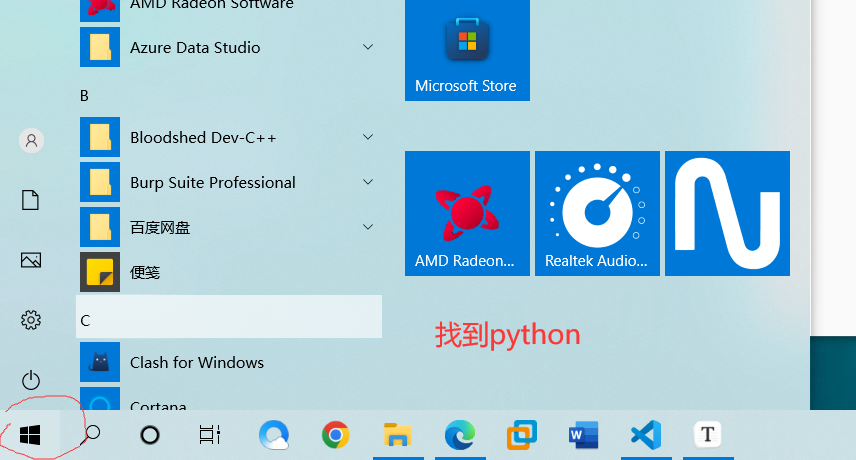 AMD Radeon Software
Azure Data Studio
B
Bloodshed Dev-C++
Burp Suite Professional
百度网盘
便笺
C
Clash for Windows
Cortana
Microsoft Store
AMD Radeon...
Realtek Audio...
找到python
W
T